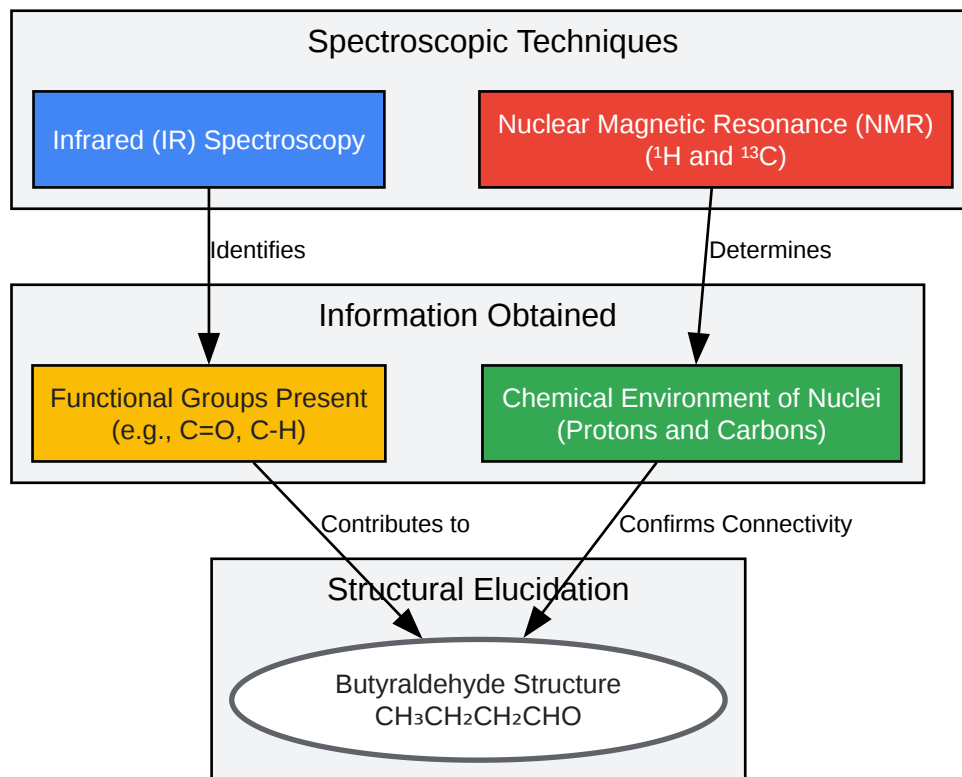 Spectroscopic Techniques
Infrared (IR) Spectroscopy
Nuclear Magnetic Resonance (NMR)
(¹H and ¹³C)
Identifies
Determines
Information Obtained
Functional Groups Present
(e.g., C=O, C-H)
Chemical Environment of Nuclei
(Protons and Carbons)
Contributes to
Confirms Connectivity
Structural Elucidation
Butyraldehyde Structure
CH₃CH₂CH₂CHO